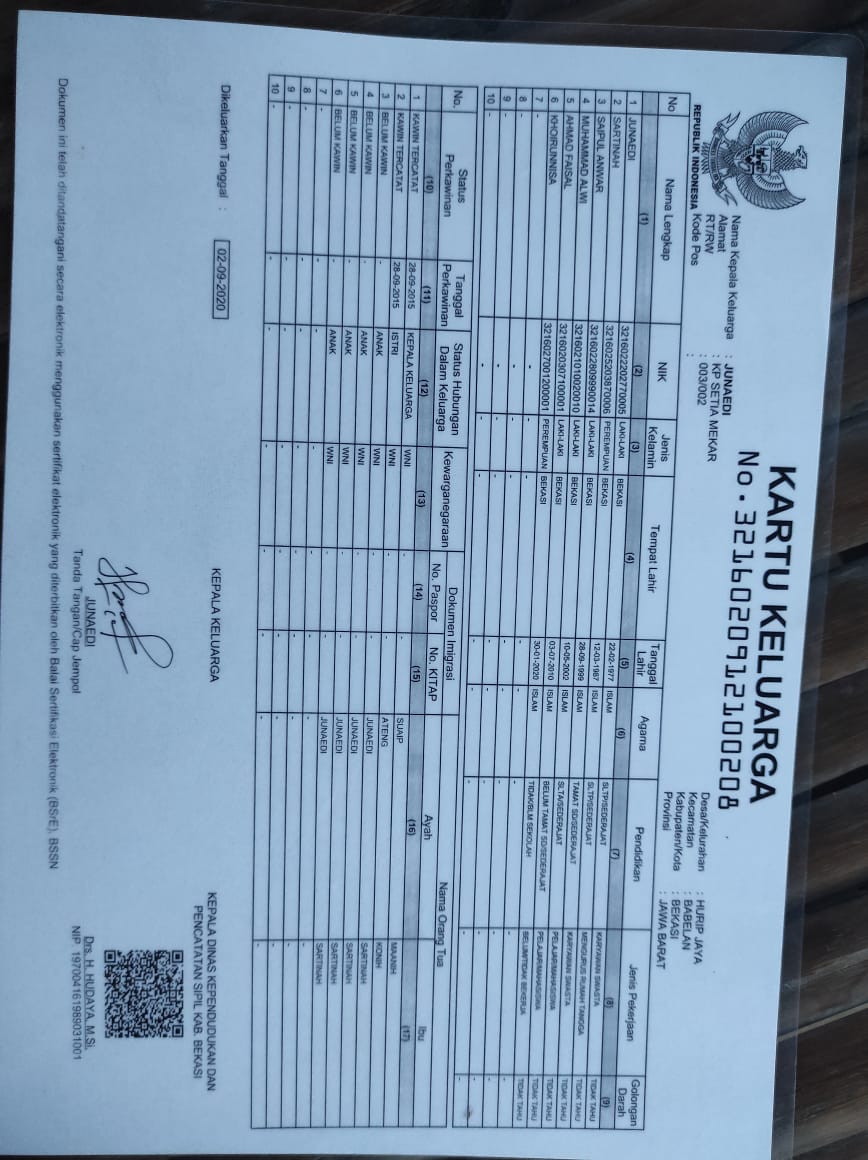 KARTU KELUARGA
No. 3216020912100208
REPUBLIK INDONESIA
Nama Kepala Keluarga : JUNAEDI
Alamat : KP SETIA MEKAR
RT/RW : 003/002
Kode Pos :
Desa/Kelurahan : HURIP JAYA
Kecamatan : BABELAN
Kabupaten/Kota : BEKASI
Provinsi : JAWA BARAT
No Nama Lengkap NIK Jenis Kelamin Tempat Lahir Tanggal Lahir Agama Pendidikan Jenis Pekerjaan Golongan Darah
(1) (2) (3) (4) (5) (6) (7) (8) (9)
1 JUNAEDI 3216022202770005 LAKI-LAKI BEKASI 22-02-1977 ISLAM SLTP/SEDERAJAT KARYAWAN SWASTA TIDAK TAHU
2 SARTINAH 3216025203870006 PEREMPUAN BEKASI 12-03-1987 ISLAM SLTP/SEDERAJAT MENGURUS RUMAH TANGGA TIDAK TAHU
3 SAIPUL ANWAR 3216022809990014 LAKI-LAKI BEKASI 28-09-1999 ISLAM TAMAT SD/SEDERAJAT KARYAWAN SWASTA TIDAK TAHU
4 MUHAMMAD ALWI 3216021010020010 LAKI-LAKI BEKASI 10-05-2002 ISLAM SLTA/SEDERAJAT PELAJAR/MAHASISWA TIDAK TAHU
5 AHMAD FAISAL 3216020307100001 LAKI-LAKI BEKASI 03-07-2010 ISLAM BELUM TAMAT SD/SEDERAJAT PELAJAR/MAHASISWA TIDAK TAHU
6 KHOIRUNNISA 3216027001200001 PEREMPUAN BEKASI 30-01-2020 ISLAM TIDAK/BLM SEKOLAH BELUM/TIDAK BEKERJA TIDAK TAHU
7 - - - - - - - - -
8 - - - - - - - - -
9 - - - - - - - - -
10 - - - - - - - - -
No. Status Perkawinan Tanggal Perkawinan Status Hubungan Dalam Keluarga Kewarganegaraan Dokumen Imigrasi Nama Orang Tua
No. Paspor No. KITAP Ayah Ibu
(10) (11) (12) (13) (14) (15) (16) (17)
1 KAWIN TERCATAT 28-09-2015 KEPALA KELUARGA WNI - - SUAIP MAANIH
2 KAWIN TERCATAT 28-09-2015 ISTRI WNI - - ATENG KONIH
3 BELUM KAWIN - ANAK WNI - - JUNAEDI SARTINAH
4 BELUM KAWIN - ANAK WNI - - JUNAEDI SARTINAH
5 BELUM KAWIN - ANAK WNI - - JUNAEDI SARTINAH
6 BELUM KAWIN - ANAK WNI - - JUNAEDI SARTINAH
7 - - - - - - - -
8 - - - - - - - -
9 - - - - - - - -
10 - - - - - - - -
Dikeluarkan Tanggal : 02-09-2020
KEPALA KELUARGA
JUNAEDI
Tanda Tangan/Cap Jempol
KEPALA DINAS KEPENDUDUKAN DAN
PENCATATAN SIPIL KAB. BEKASI
Drs. H. HUDAYA, M.Si.
NIP. 197004161989031001
Dokumen ini telah ditandatangani secara elektronik menggunakan sertifikat elektronik yang diterbitkan oleh Balai Sertifikasi Elektronik (BSrE), BSSN